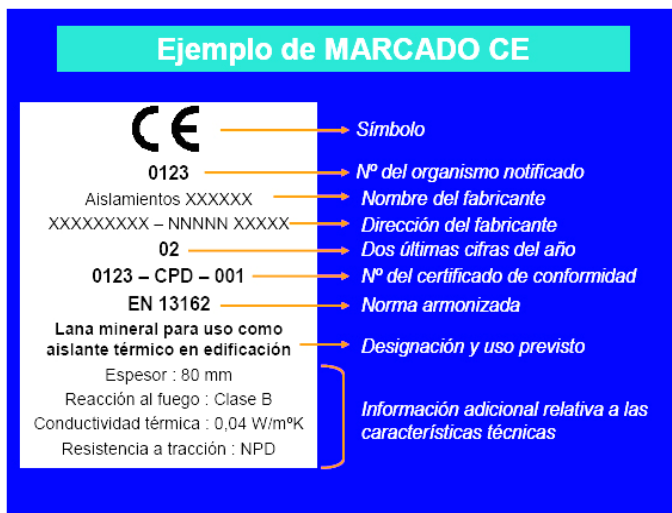 Ejemplo de MARCADO CE
CE
Símbolo
0123
Nº del organismo notificado
Aislamientos XXXXXX
Nombre del fabricante
XXXXXXXXX – NNNNN XXXXX
Dirección del fabricante
02
Dos últimas cifras del año
0123 – CPD – 001
Nº del certificado de conformidad
EN 13162
Norma armonizada
Lana mineral para uso como
aislante térmico en edificación
Designación y uso previsto
Espesor : 80 mm
Reacción al fuego : Clase B
Conductividad térmica : 0,04 W/mºK
Resistencia a tracción : NPD
Información adicional relativa a las
características técnicas